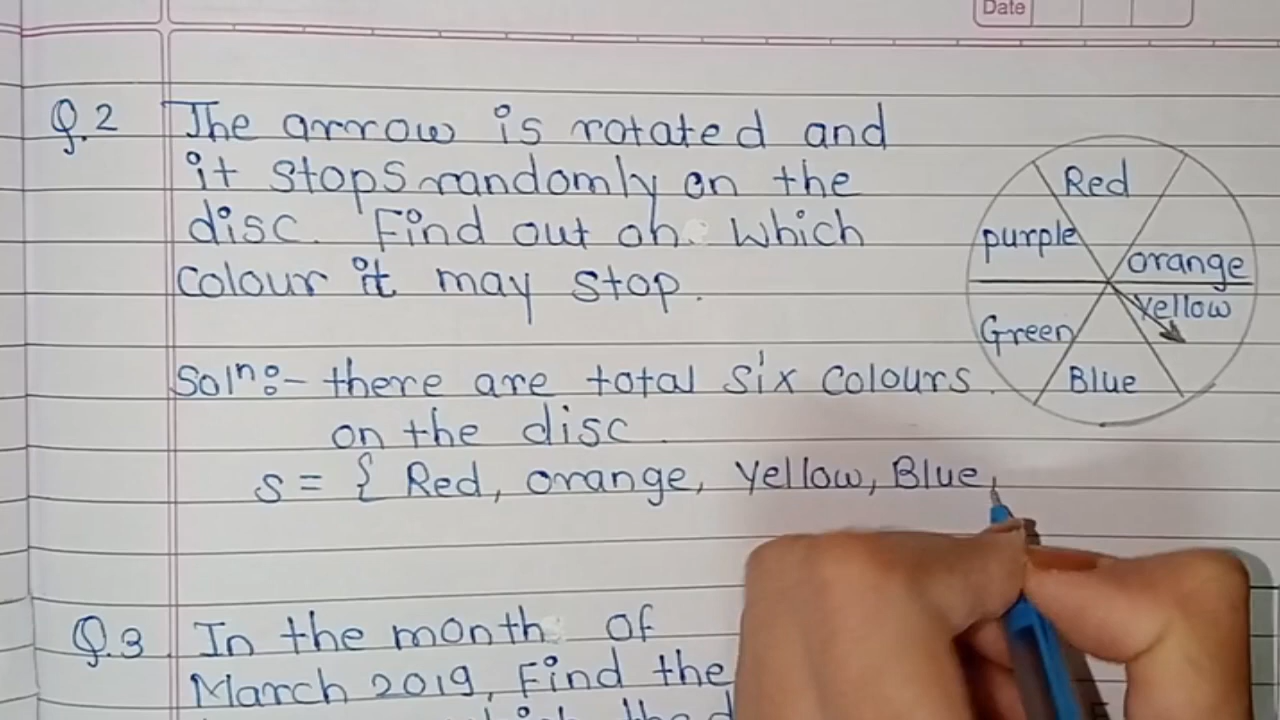 Date
Q.2 The arrow is rotated and
it stops randomly on the
disc. Find out on which
colour it may stop.
Red
purple
orange
Yellow
Green
Blue
Solⁿ:- there are total six colours
on the disc.
S = { Red, orange, Yellow, Blue,
Q.3 In the month of
March 2019, Find the